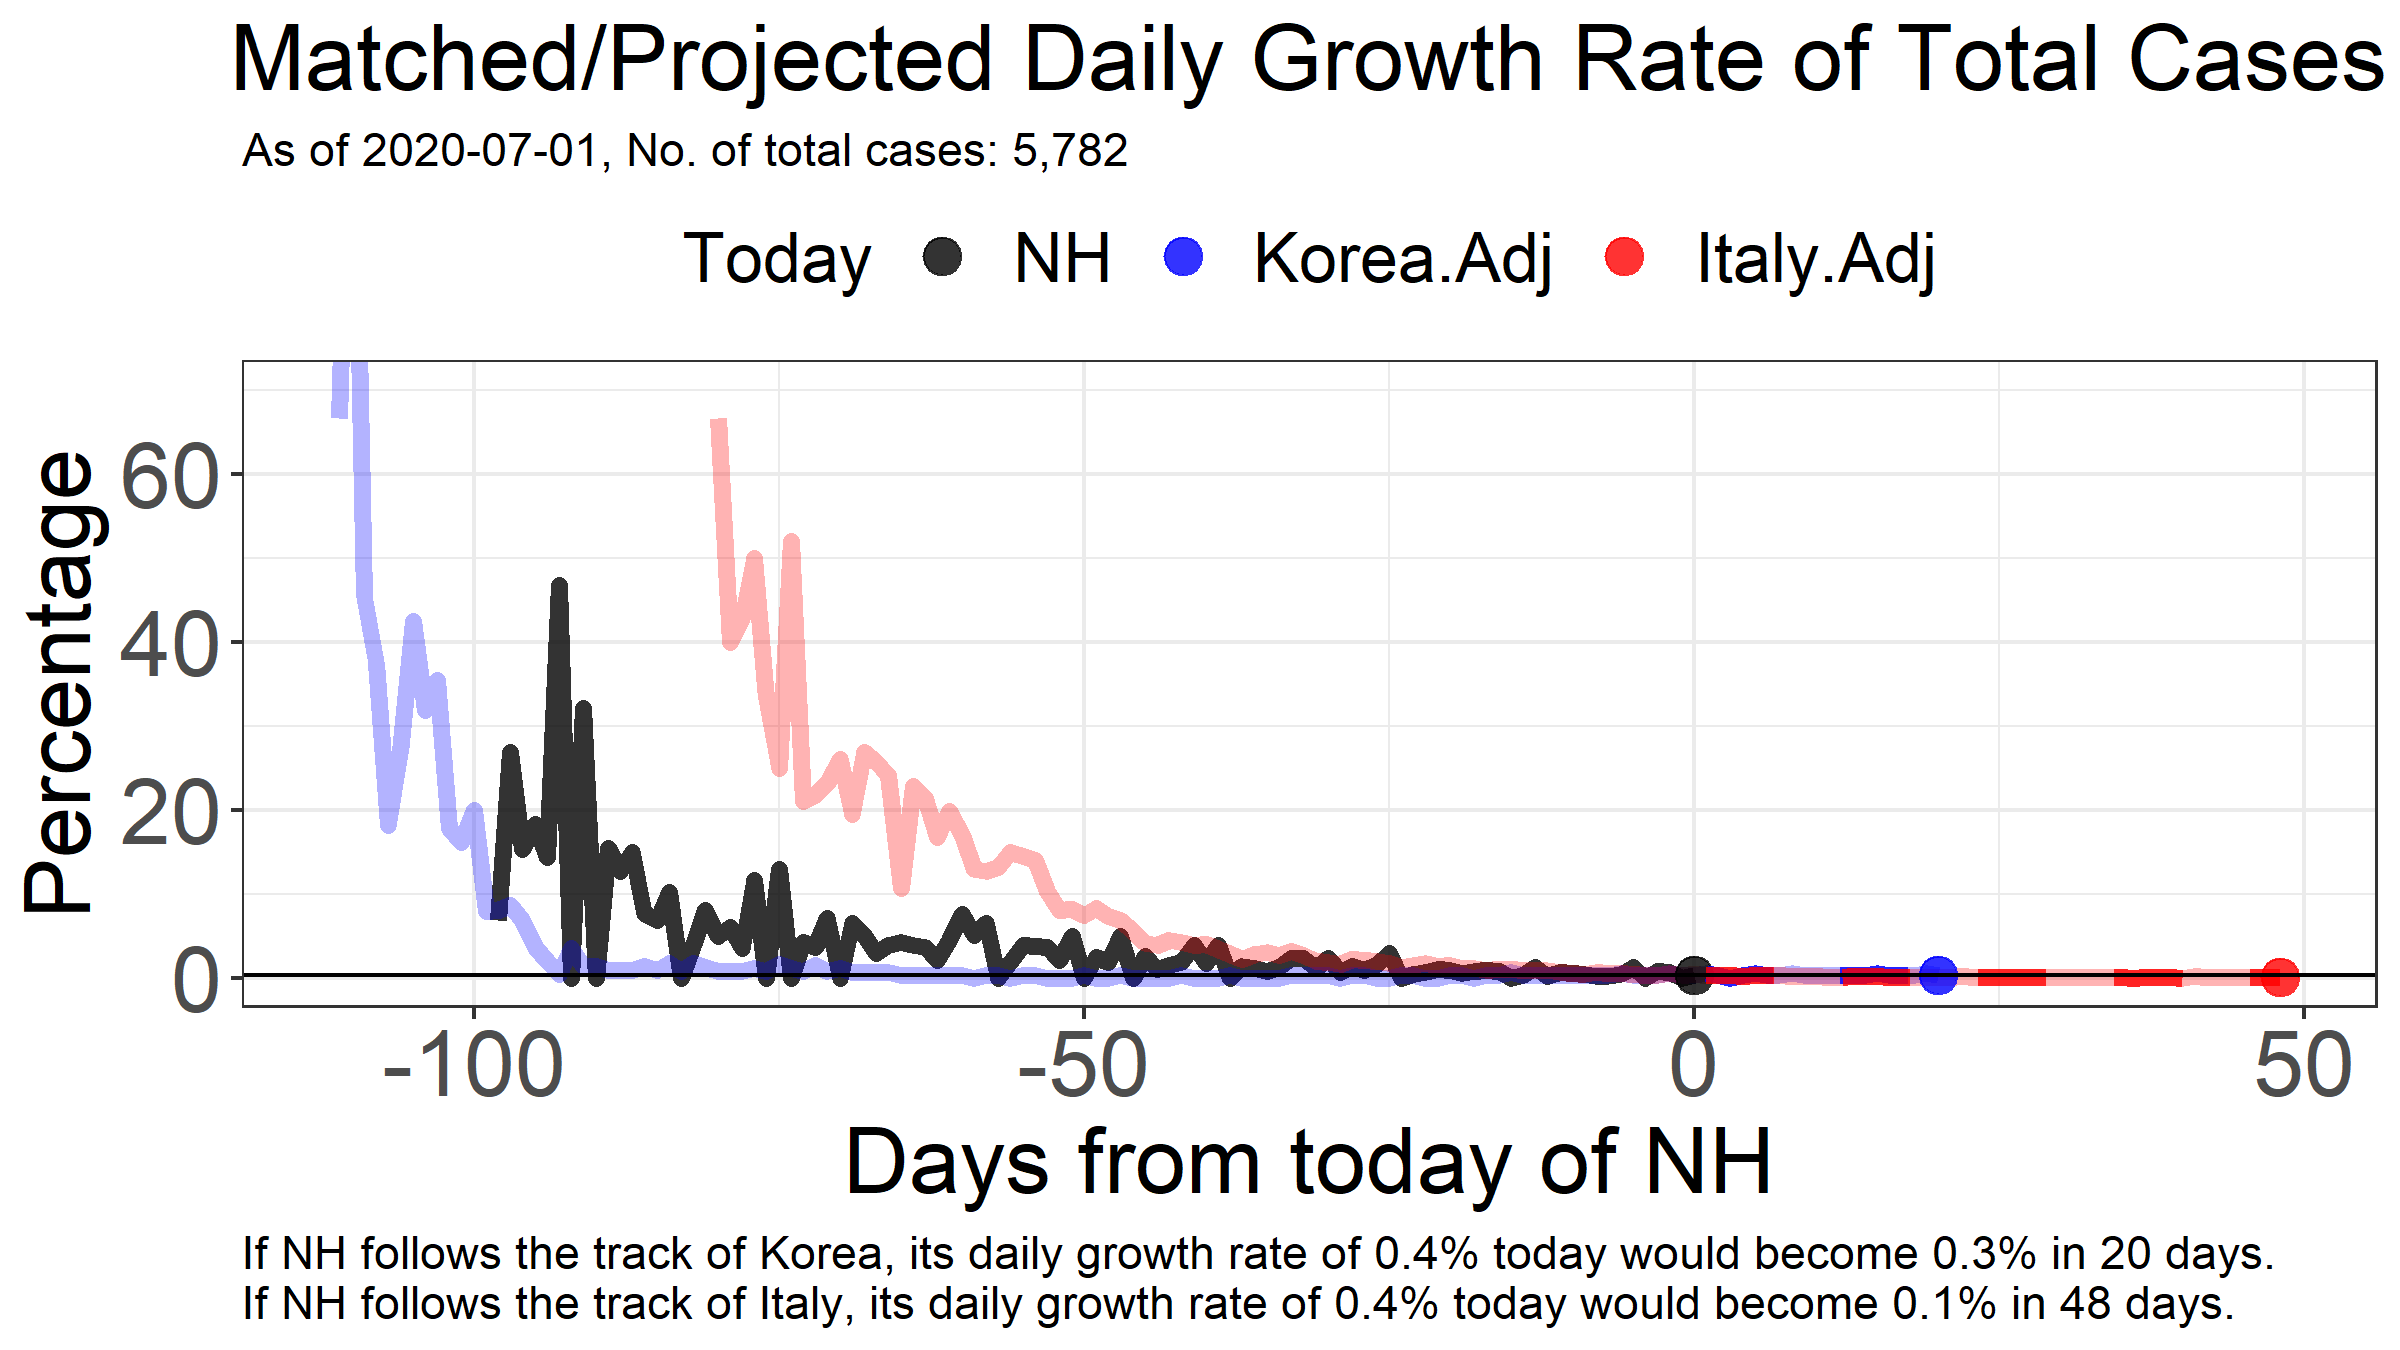 Matched/Projected Daily Growth Rate of Total Cases
As of 2020-07-01, No. of total cases: 5,782
Today NH Korea.Adj Italy.Adj
Percentage
60
40
20
0
-100 -50 0 50
Days from today of NH
If NH follows the track of Korea, its daily growth rate of 0.4% today would become 0.3% in 20 days.
If NH follows the track of Italy, its daily growth rate of 0.4% today would become 0.1% in 48 days.